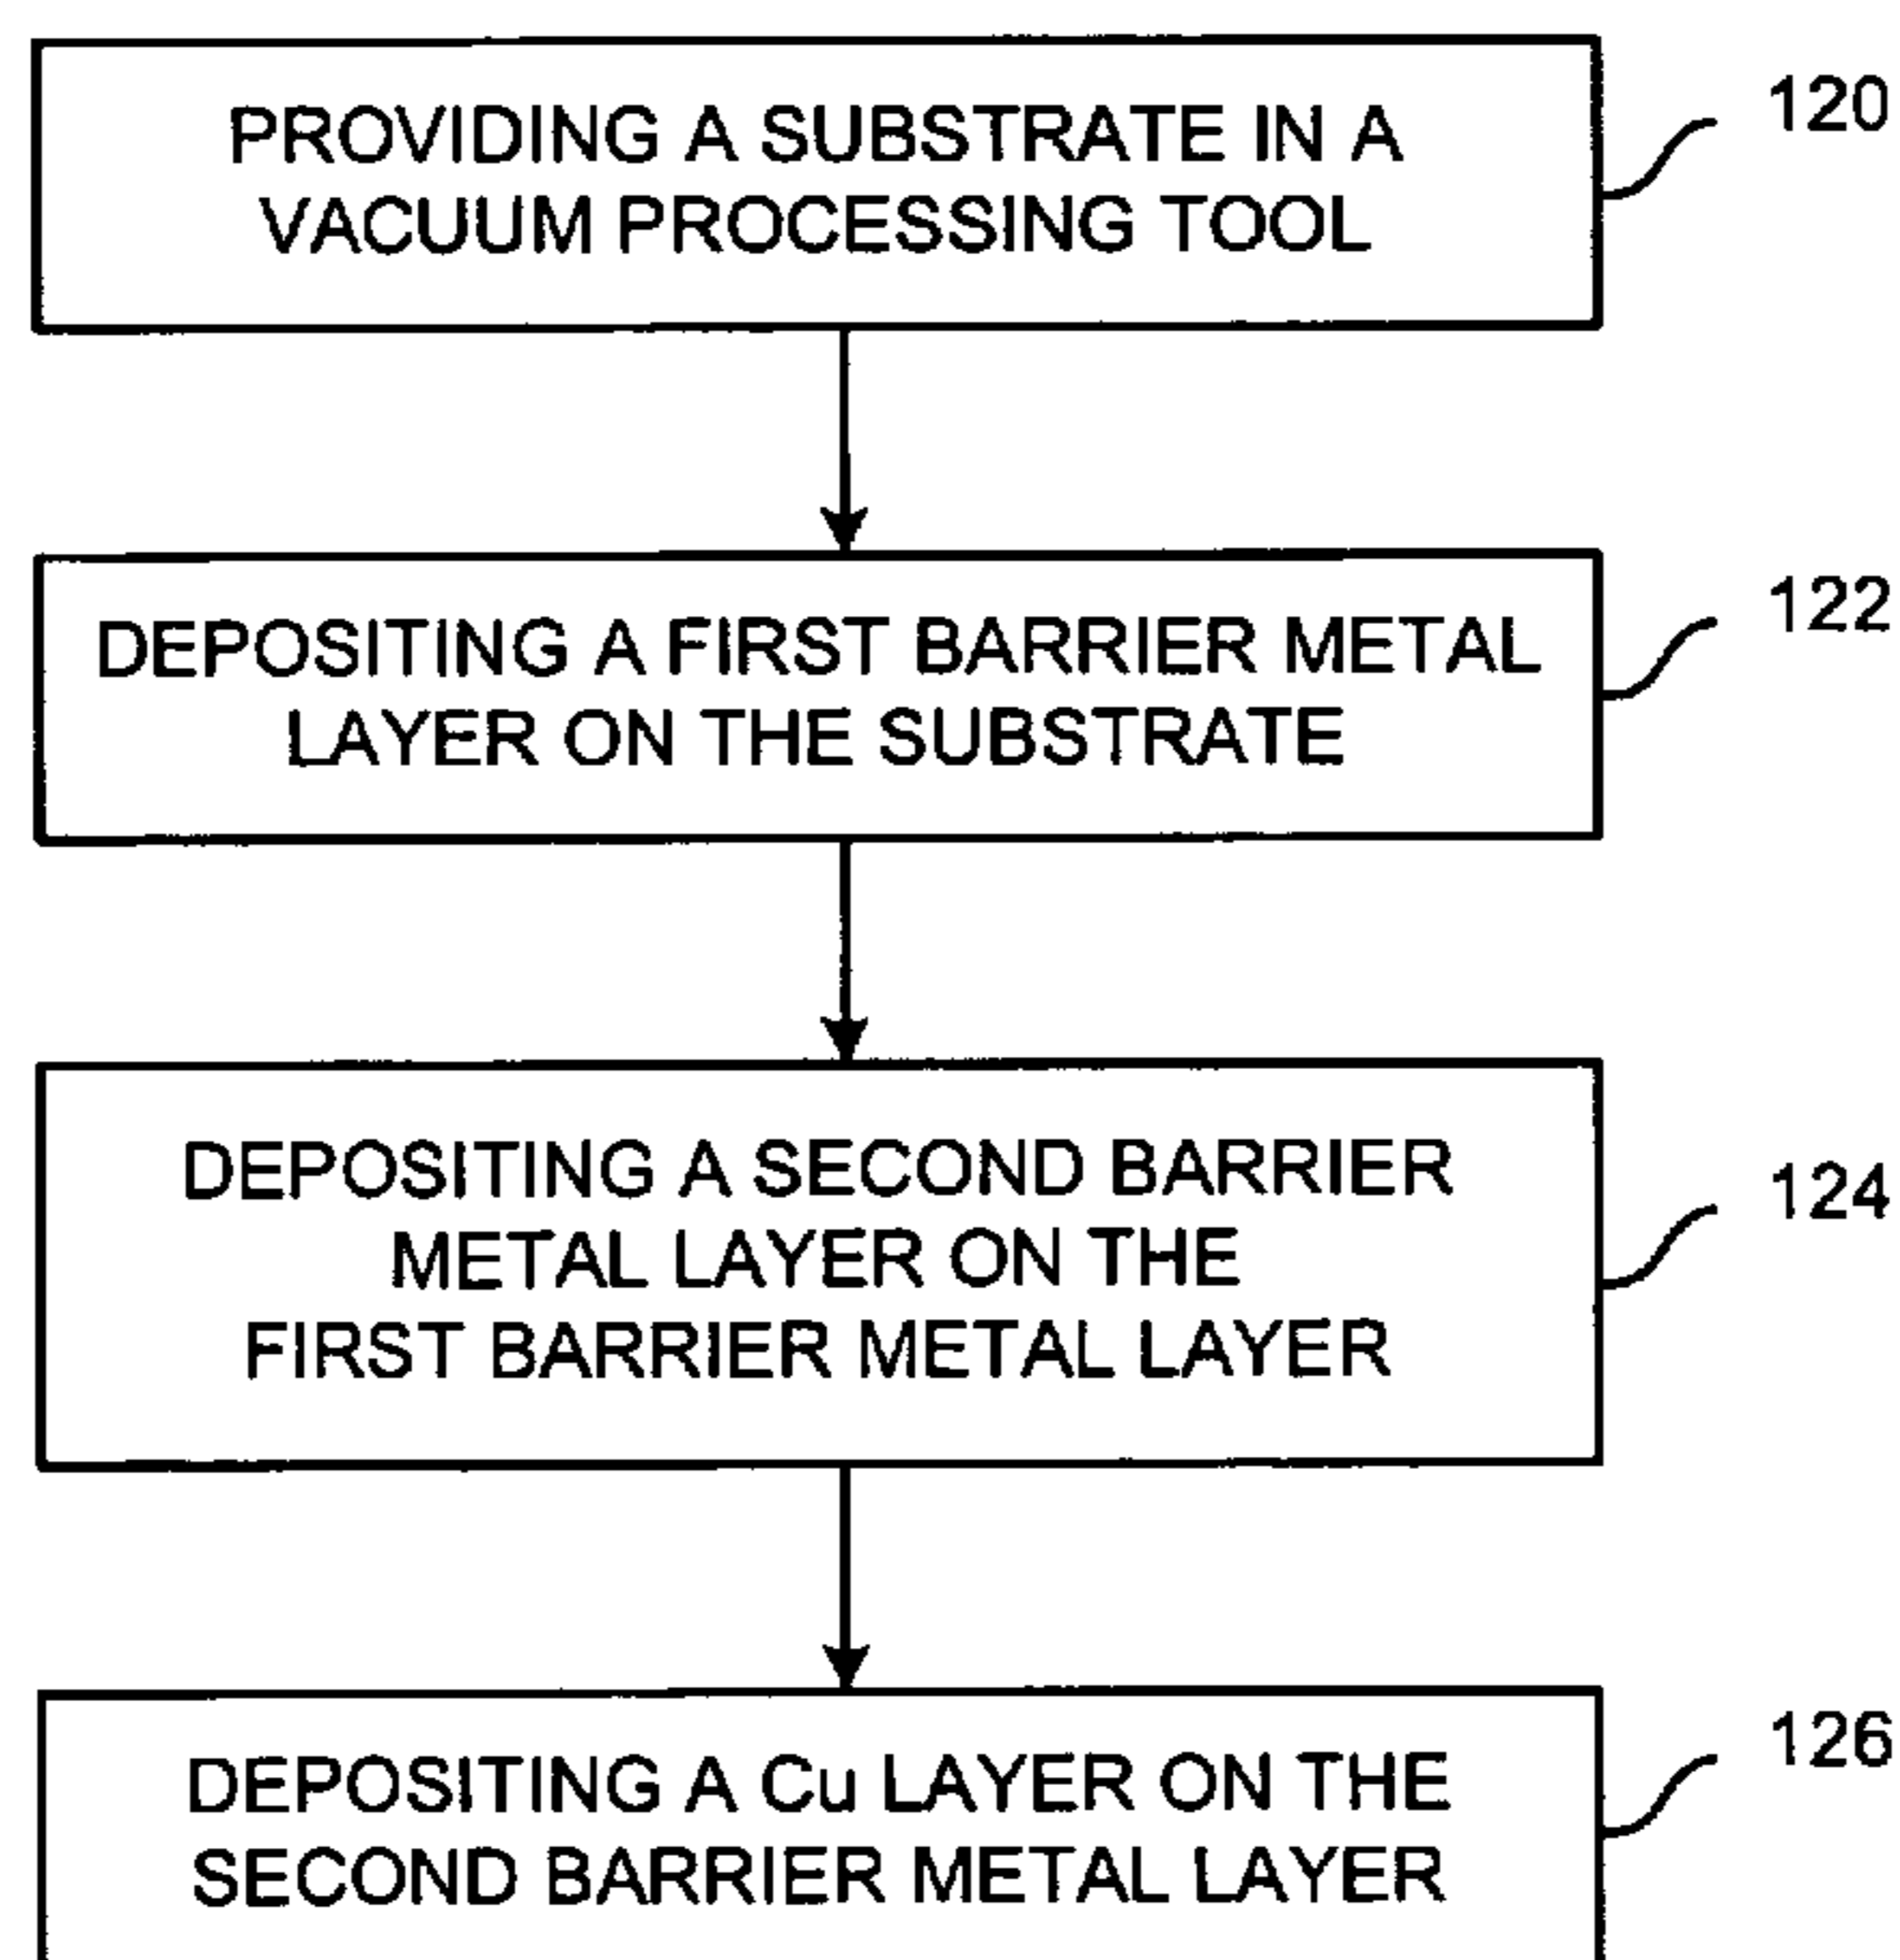 PROVIDING A SUBSTRATE IN A
VACUUM PROCESSING TOOL
120
DEPOSITING A FIRST BARRIER METAL
LAYER ON THE SUBSTRATE
122
DEPOSITING A SECOND BARRIER
METAL LAYER ON THE
FIRST BARRIER METAL LAYER
124
DEPOSITING A Cu LAYER ON THE
SECOND BARRIER METAL LAYER
126